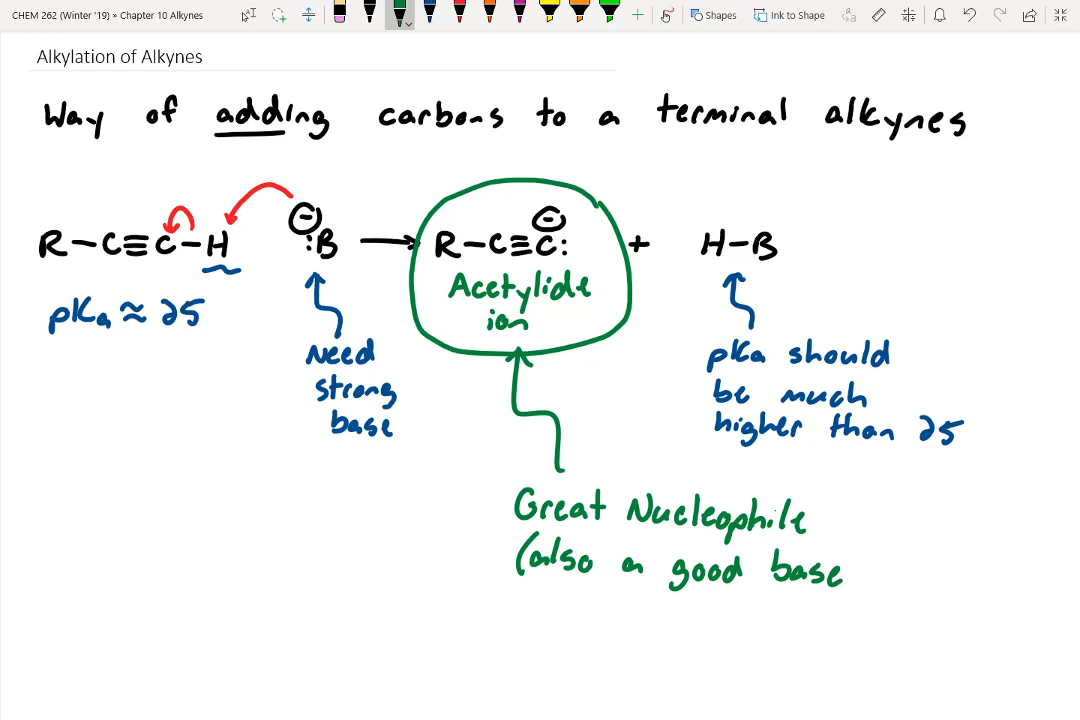 CHEM 262 (Winter '19) » Chapter 10 Alkynes
Shapes
Ink to Shape
Alkylation of Alkynes
Way of adding carbons to a terminal alkynes
R-C≡C-H ⊖:B → R-C≡C:⊖ + H-B
pKa ≈ 25
Acetylide
ion
Need
strong
base
pKa should
be much
higher than 25
Great Nucleophile
(also a good base